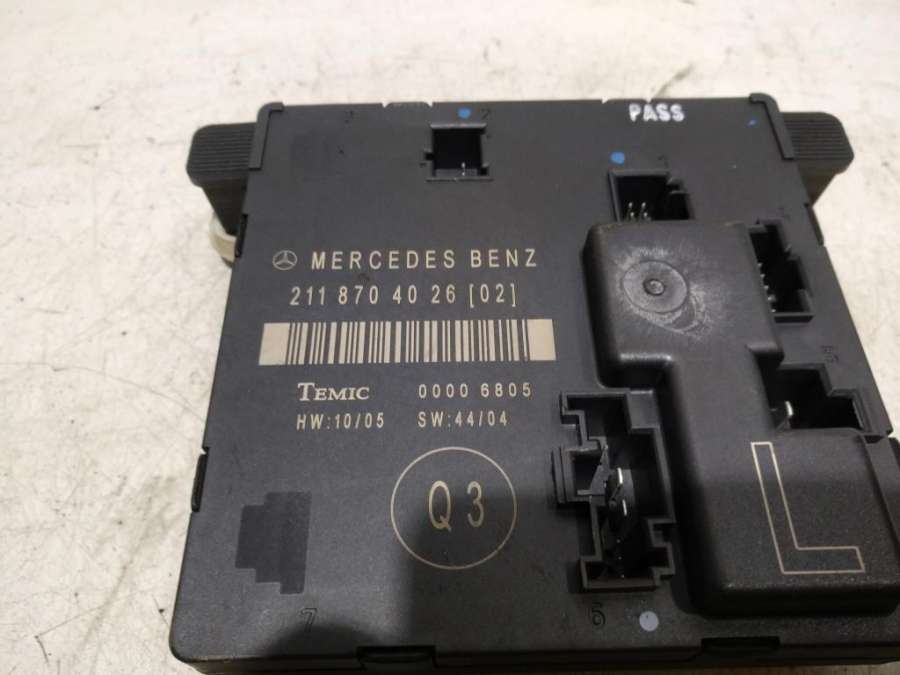 PASS
2
MERCEDES BENZ
211 870 40 26 [02]
TEMIC 0000 6805
HW:10/05 SW:44/04
Q3
L
7
6